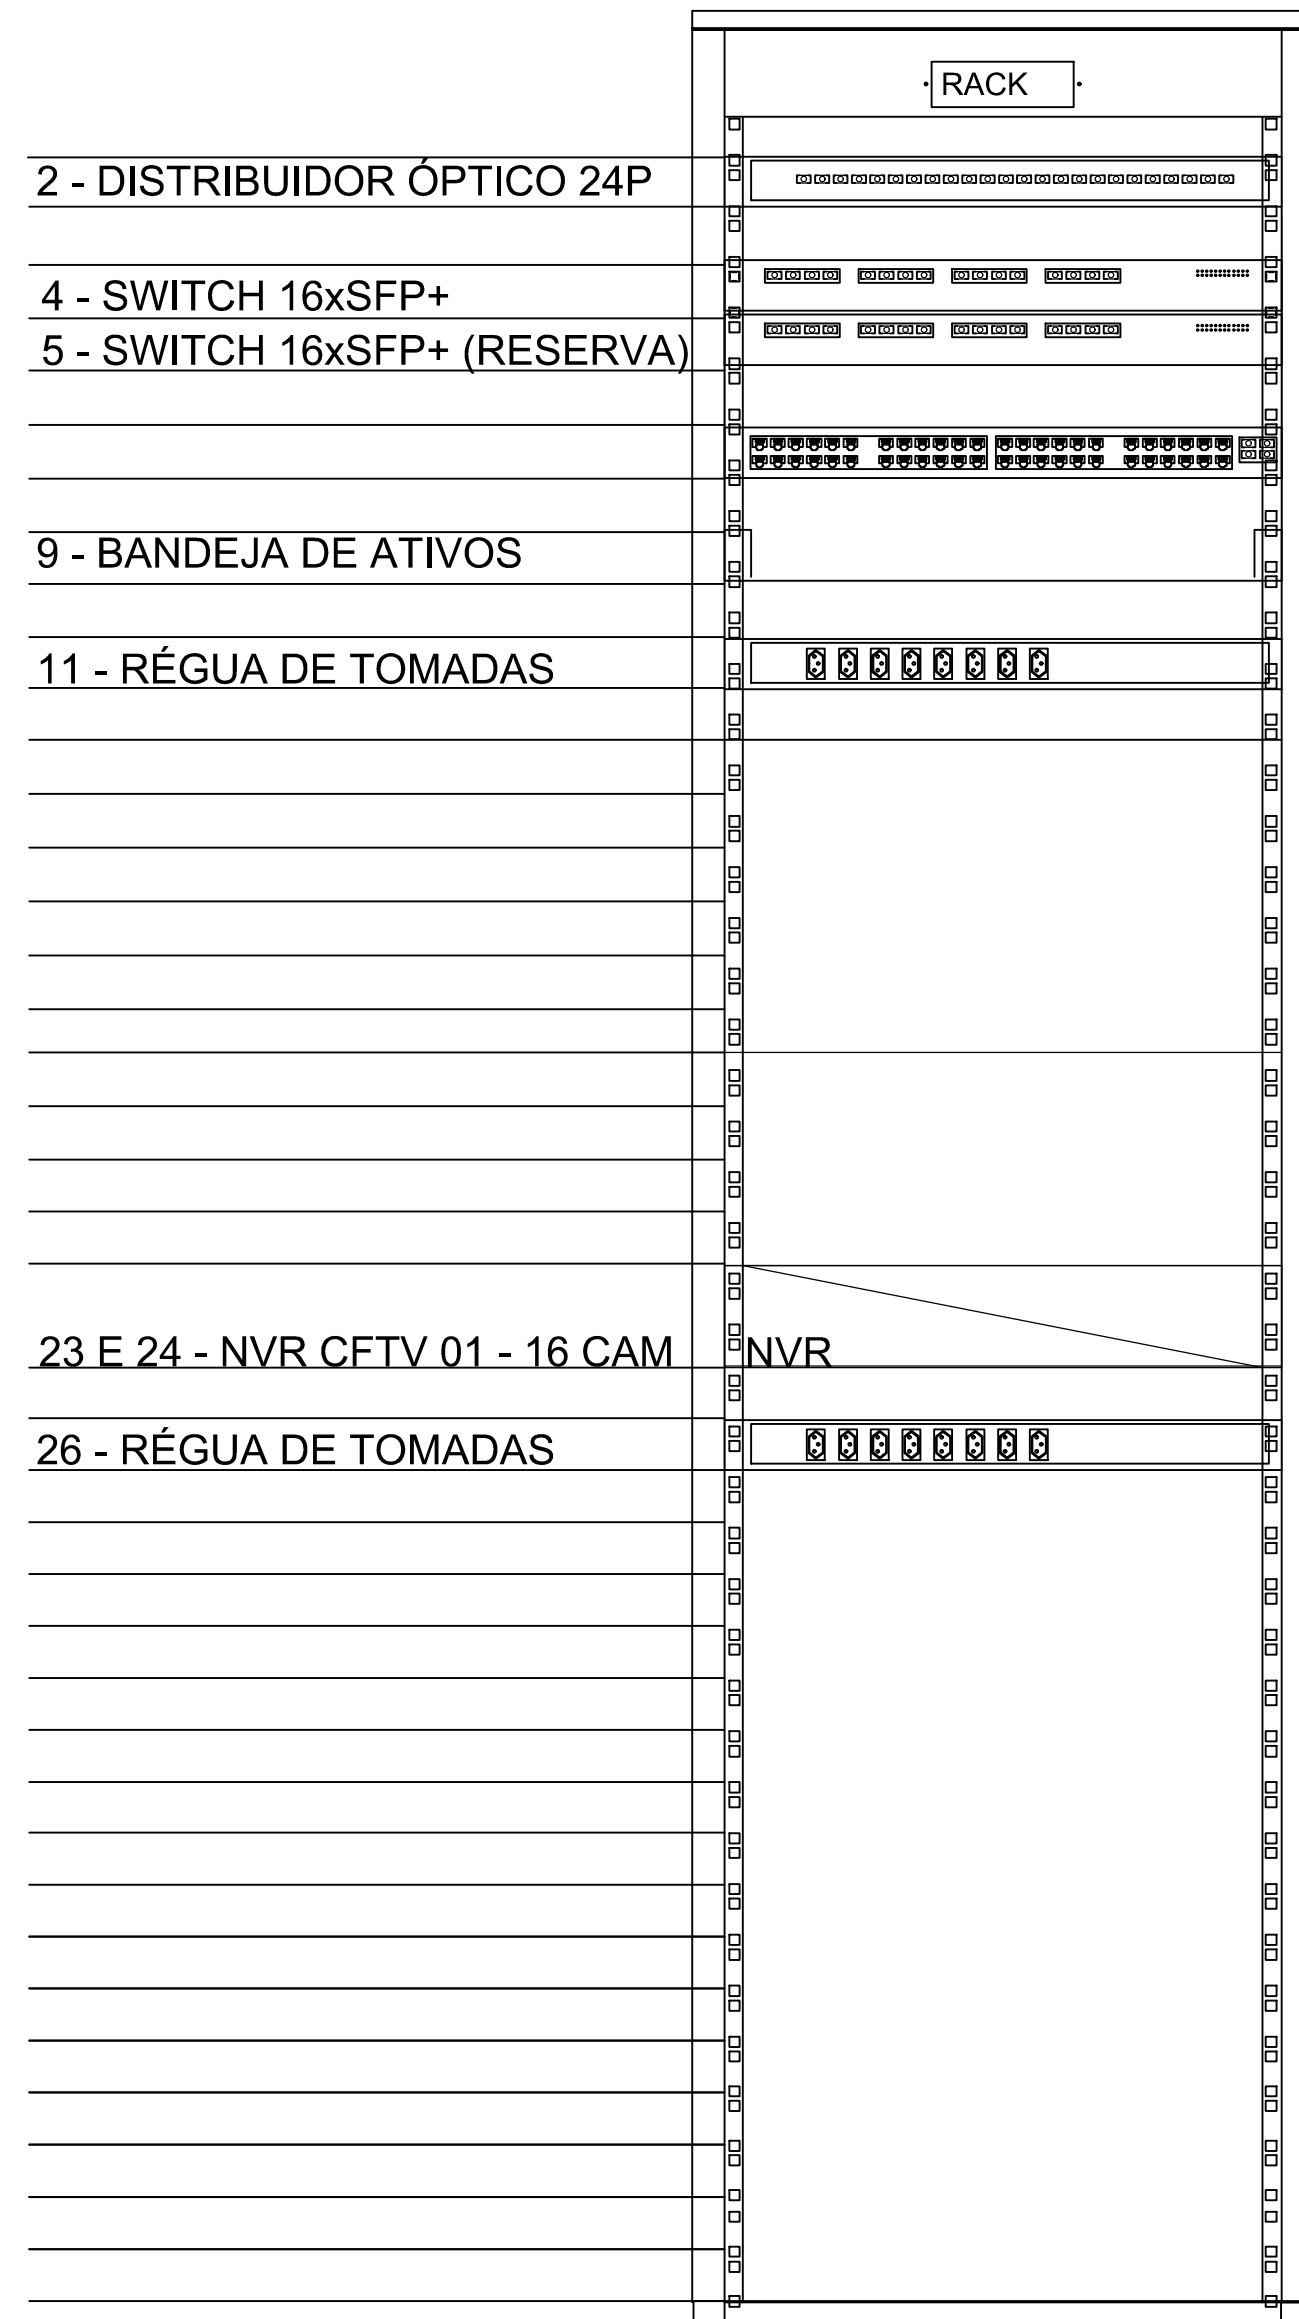 RACK
2 - DISTRIBUIDOR ÓPTICO 24P
4 - SWITCH 16xSFP+
5 - SWITCH 16xSFP+ (RESERVA)
9 - BANDEJA DE ATIVOS
11 - RÉGUA DE TOMADAS
23 E 24 - NVR CFTV 01 - 16 CAM
NVR
26 - RÉGUA DE TOMADAS